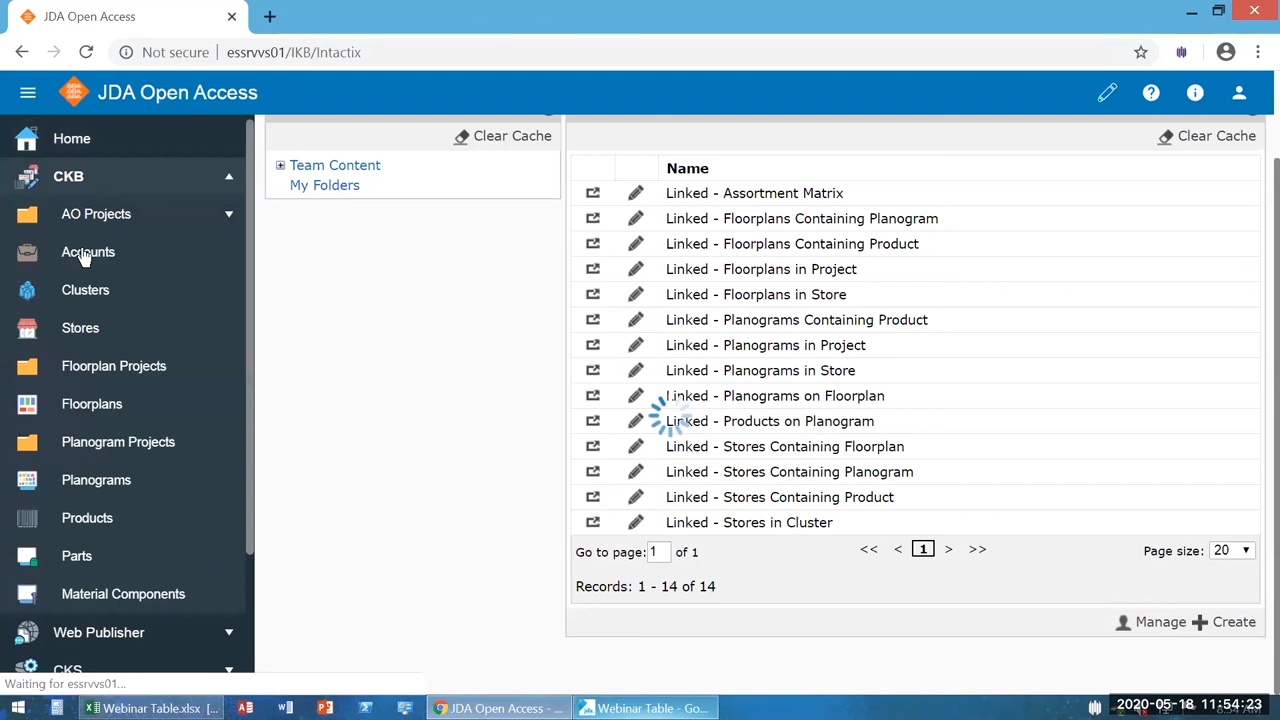 JDA Open Access
Not secure | essrvvs01/IKB/Intactix
JDA Open Access
Home
CKB
AO Projects
Accounts
Clusters
Stores
Floorplan Projects
Floorplans
Planogram Projects
Planograms
Products
Parts
Material Components
Web Publisher
CKS
Clear Cache
Team Content
My Folders
Clear Cache
Name
Linked - Assortment Matrix
Linked - Floorplans Containing Planogram
Linked - Floorplans Containing Product
Linked - Floorplans in Project
Linked - Floorplans in Store
Linked - Planograms Containing Product
Linked - Planograms in Project
Linked - Planograms in Store
Linked - Planograms on Floorplan
Linked - Products on Planogram
Linked - Stores Containing Floorplan
Linked - Stores Containing Planogram
Linked - Stores Containing Product
Linked - Stores in Cluster
Go to page: 1 of 1
<< < 1 > >>
Page size: 20
Records: 1 - 14 of 14
Manage Create
Waiting for essrvvs01...
Webinar Table.xlsx [...
JDA Open Access - ...
Webinar Table - Go...
2020-05-18 11:54:23